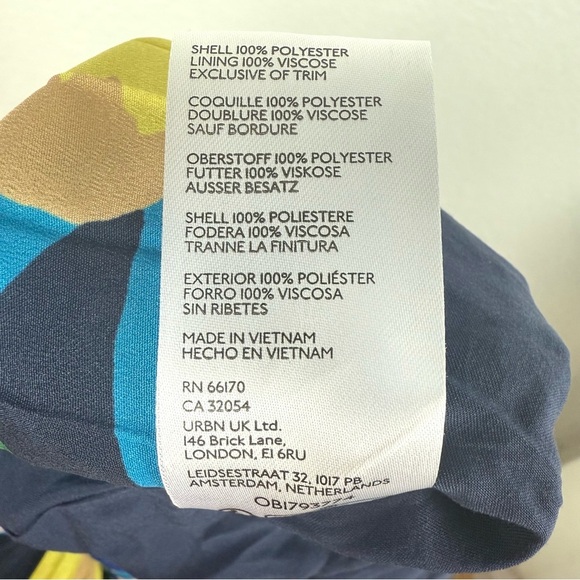 SHELL 100% POLYESTER
LINING 100% VISCOSE
EXCLUSIVE OF TRIM
COQUILLE 100% POLYESTER
DOUBLURE 100% VISCOSE
SAUF BORDURE
OBERSTOFF 100% POLYESTER
FUTTER 100% VISKOSE
AUSSER BESATZ
SHELL 100% POLIESTERE
FODERA 100% VISCOSA
TRANNE LA FINITURA
EXTERIOR 100% POLIÉSTER
FORRO 100% VISCOSA
SIN RIBETES
MADE IN VIETNAM
HECHO EN VIETNAM
RN 66170
CA 32054
URBN UK Ltd.
146 Brick Lane,
LONDON, E1 6RU
LEIDSESTRAAT 32, 1017 PB
AMSTERDAM, NETHERLANDS